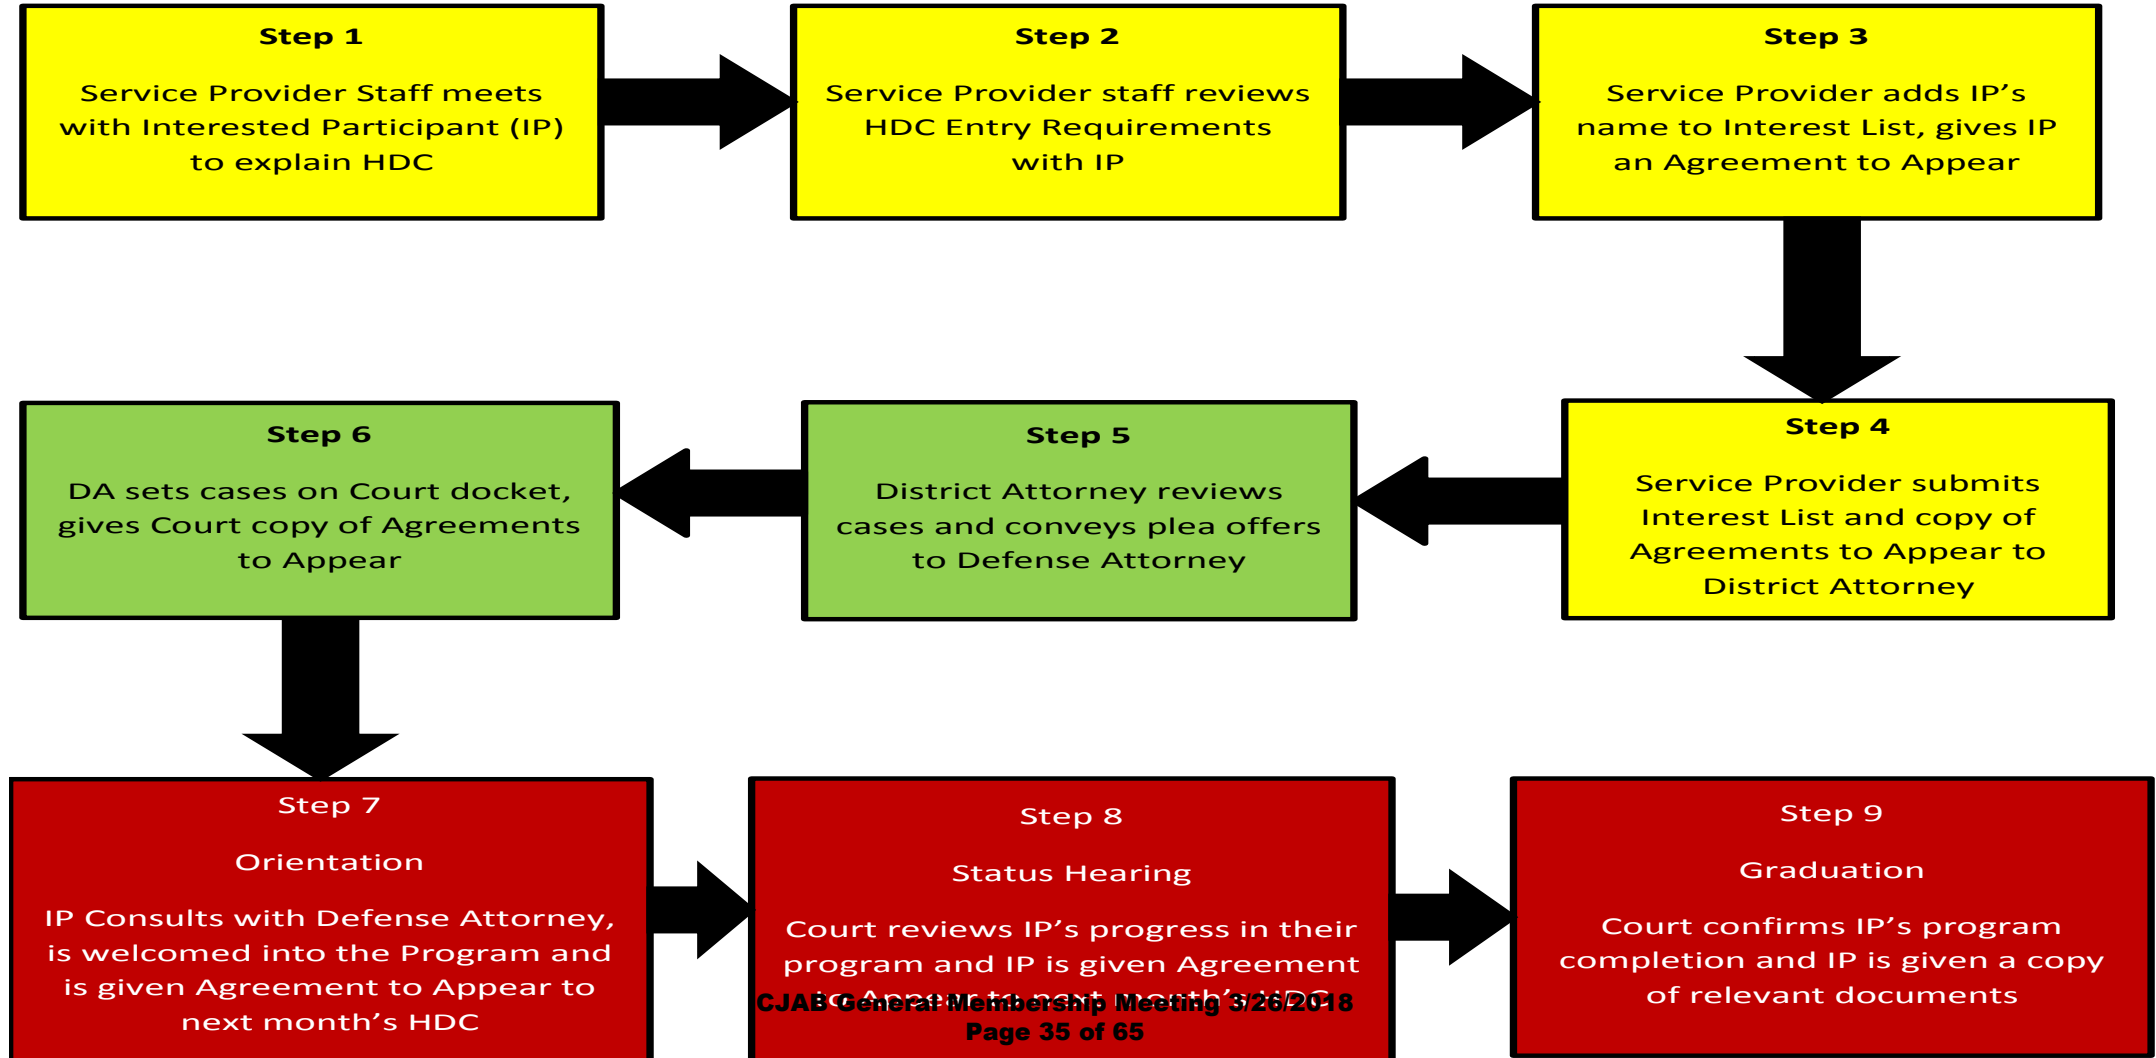 Step 1
Service Provider Staff meets
with Interested Participant (IP)
to explain HDC
Step 2
Service Provider staff reviews
HDC Entry Requirements
with IP
Step 3
Service Provider adds IP’s
name to Interest List, gives IP
an Agreement to Appear
Step 4
Service Provider submits
Interest List and copy of
Agreements to Appear to
District Attorney
Step 5
District Attorney reviews
cases and conveys plea offers
to Defense Attorney
Step 6
DA sets cases on Court docket,
gives Court copy of Agreements
to Appear
Step 7
Orientation
IP Consults with Defense Attorney,
is welcomed into the Program and
is given Agreement to Appear to
next month’s HDC
Step 8
Status Hearing
Court reviews IP’s progress in their
program and IP is given Agreement
to Appear to next month’s HDC
Step 9
Graduation
Court confirms IP’s program
completion and IP is given a copy
of relevant documents
CJAB General Membership Meeting 3/26/2018
Page 35 of 65